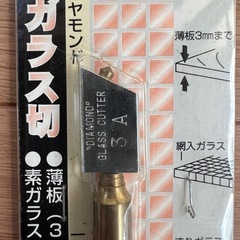 ガラス切
ヤモンド
"DIAMOND"
GLASS CUTTER
3 A
●薄板(3
●素ガラス
薄板3mmまで
網入ガラス